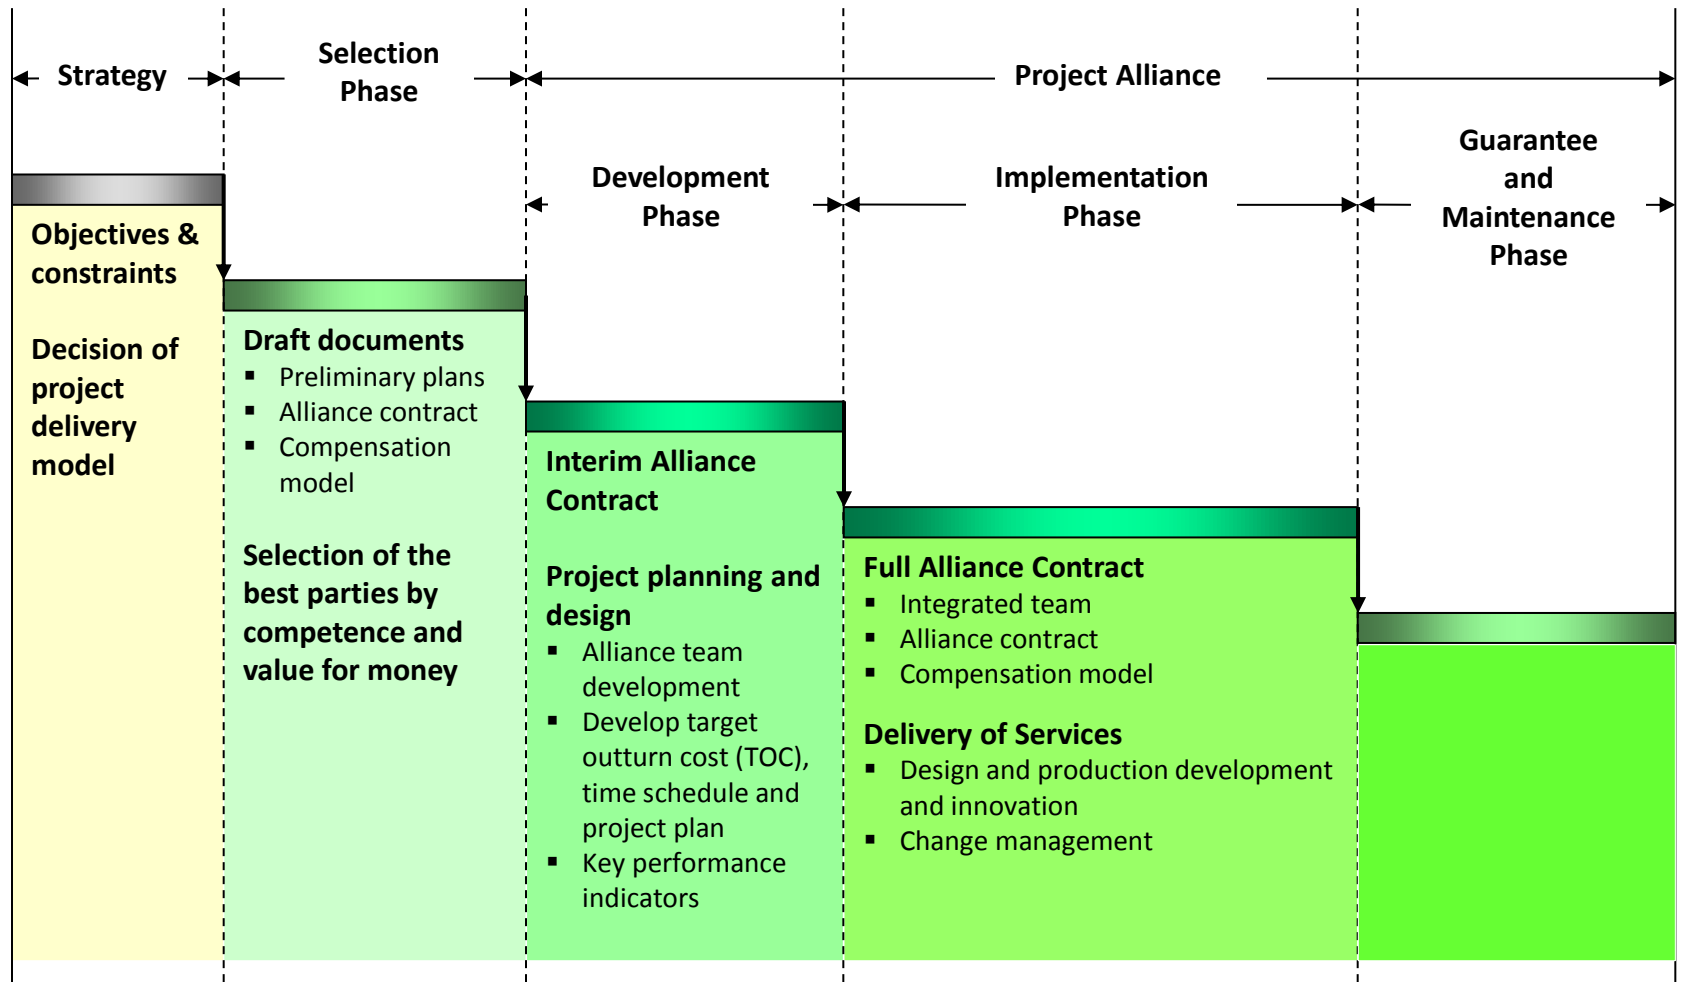 Strategy
Selection
Phase
Project Alliance
Development
Phase
Implementation
Phase
Guarantee
and
Maintenance
Phase
Objectives &
constraints
Decision of
project
delivery
model
Draft documents
▪ Preliminary plans
▪ Alliance contract
▪ Compensation
model
Selection of the
best parties by
competence and
value for money
Interim Alliance
Contract
Project planning and
design
▪ Alliance team
development
▪ Develop target
outturn cost (TOC),
time schedule and
project plan
▪ Key performance
indicators
Full Alliance Contract
▪ Integrated team
▪ Alliance contract
▪ Compensation model
Delivery of Services
▪ Design and production development
and innovation
▪ Change management